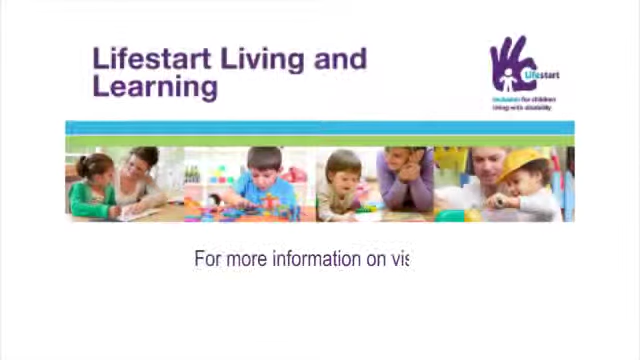 Lifestart Living and
Learning
Lifestart
inclusion for children
living with disability
For more information on vis